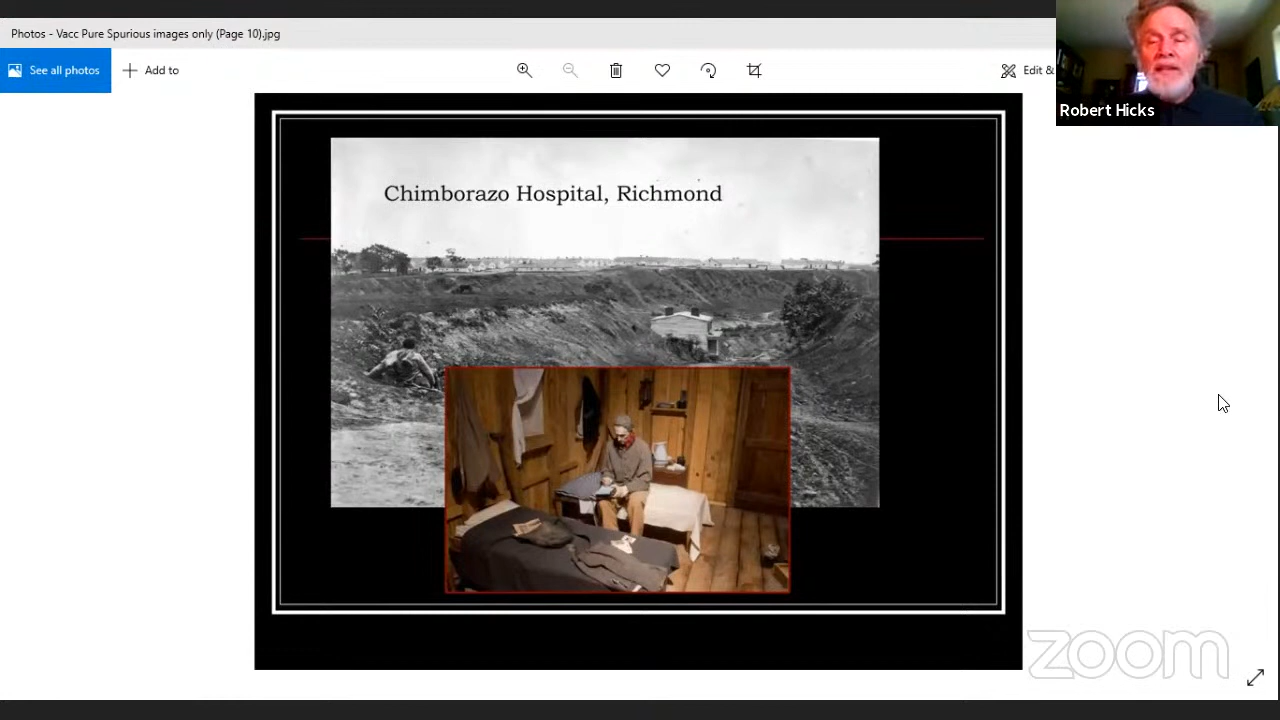 Photos - Vacc Pure Spurious images only (Page 10).jpg
See all photos
Add to
Edit &
Robert Hicks
Chimborazo Hospital, Richmond
zoom